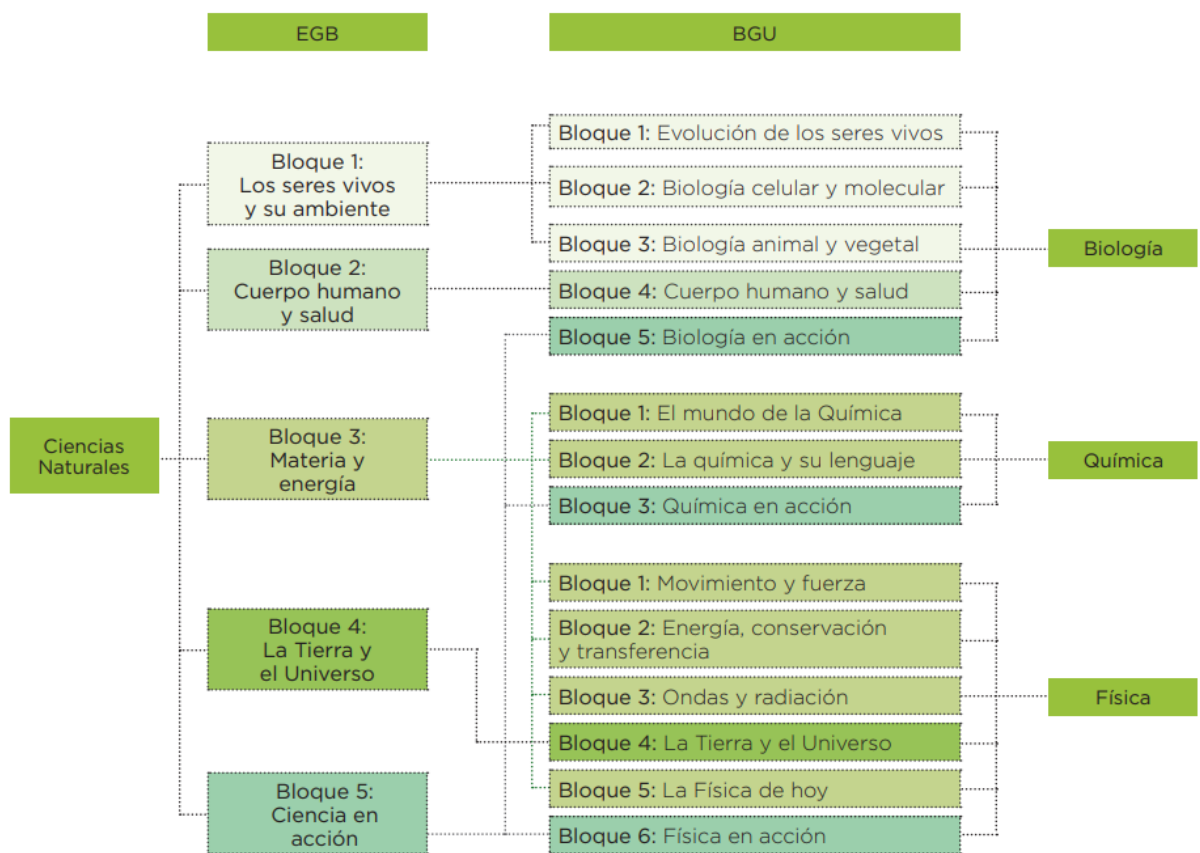 EGB
BGU
Ciencias
Naturales
Bloque 1:
Los seres vivos
y su ambiente
Bloque 2:
Cuerpo humano
y salud
Bloque 3:
Materia y
energía
Bloque 4:
La Tierra y
el Universo
Bloque 5:
Ciencia en
acción
Bloque 1: Evolución de los seres vivos
Bloque 2: Biología celular y molecular
Bloque 3: Biología animal y vegetal
Bloque 4: Cuerpo humano y salud
Bloque 5: Biología en acción
Biología
Bloque 1: El mundo de la Química
Bloque 2: La química y su lenguaje
Bloque 3: Química en acción
Química
Bloque 1: Movimiento y fuerza
Bloque 2: Energía, conservación
y transferencia
Bloque 3: Ondas y radiación
Bloque 4: La Tierra y el Universo
Bloque 5: La Física de hoy
Bloque 6: Física en acción
Física